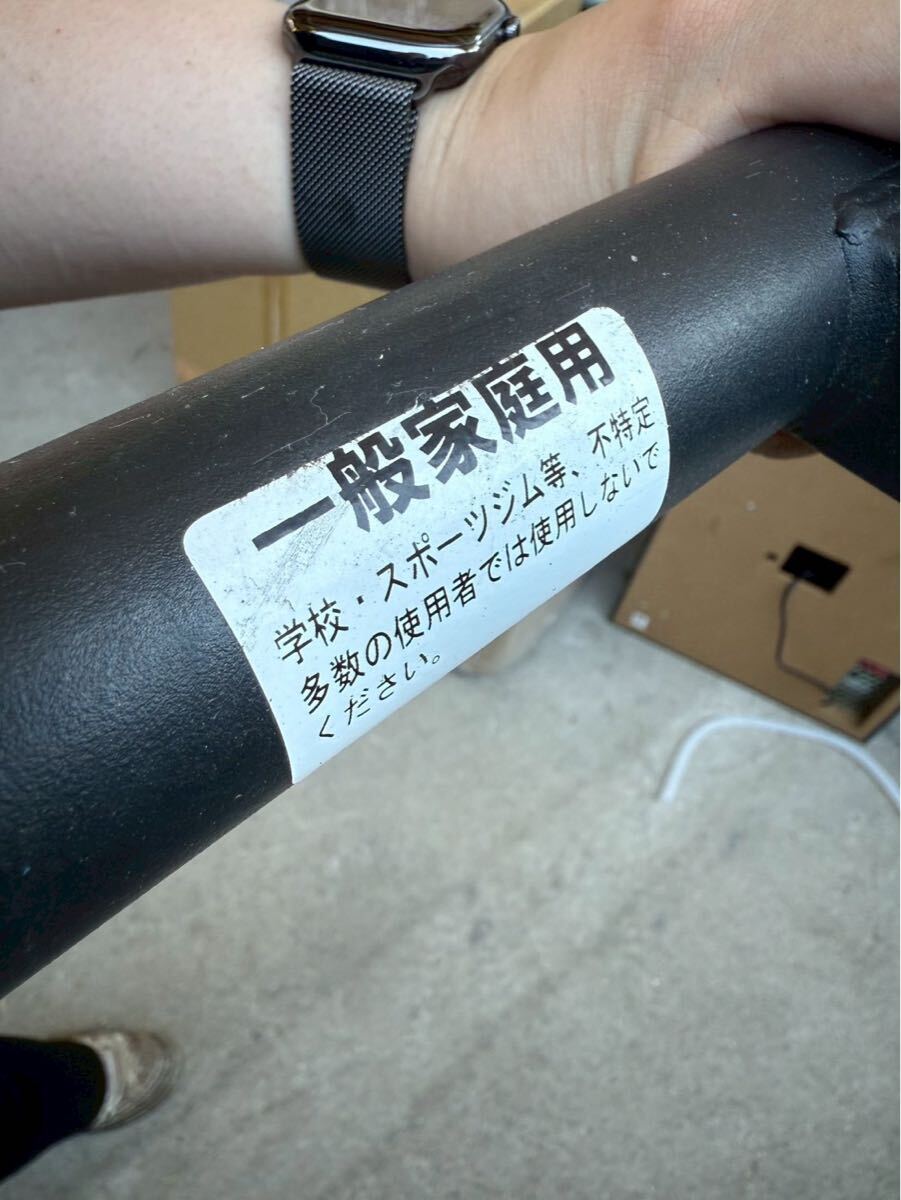 一般家庭用
学校・スポーツジム等、不特定
多数の使用者では使用しないで
ください。